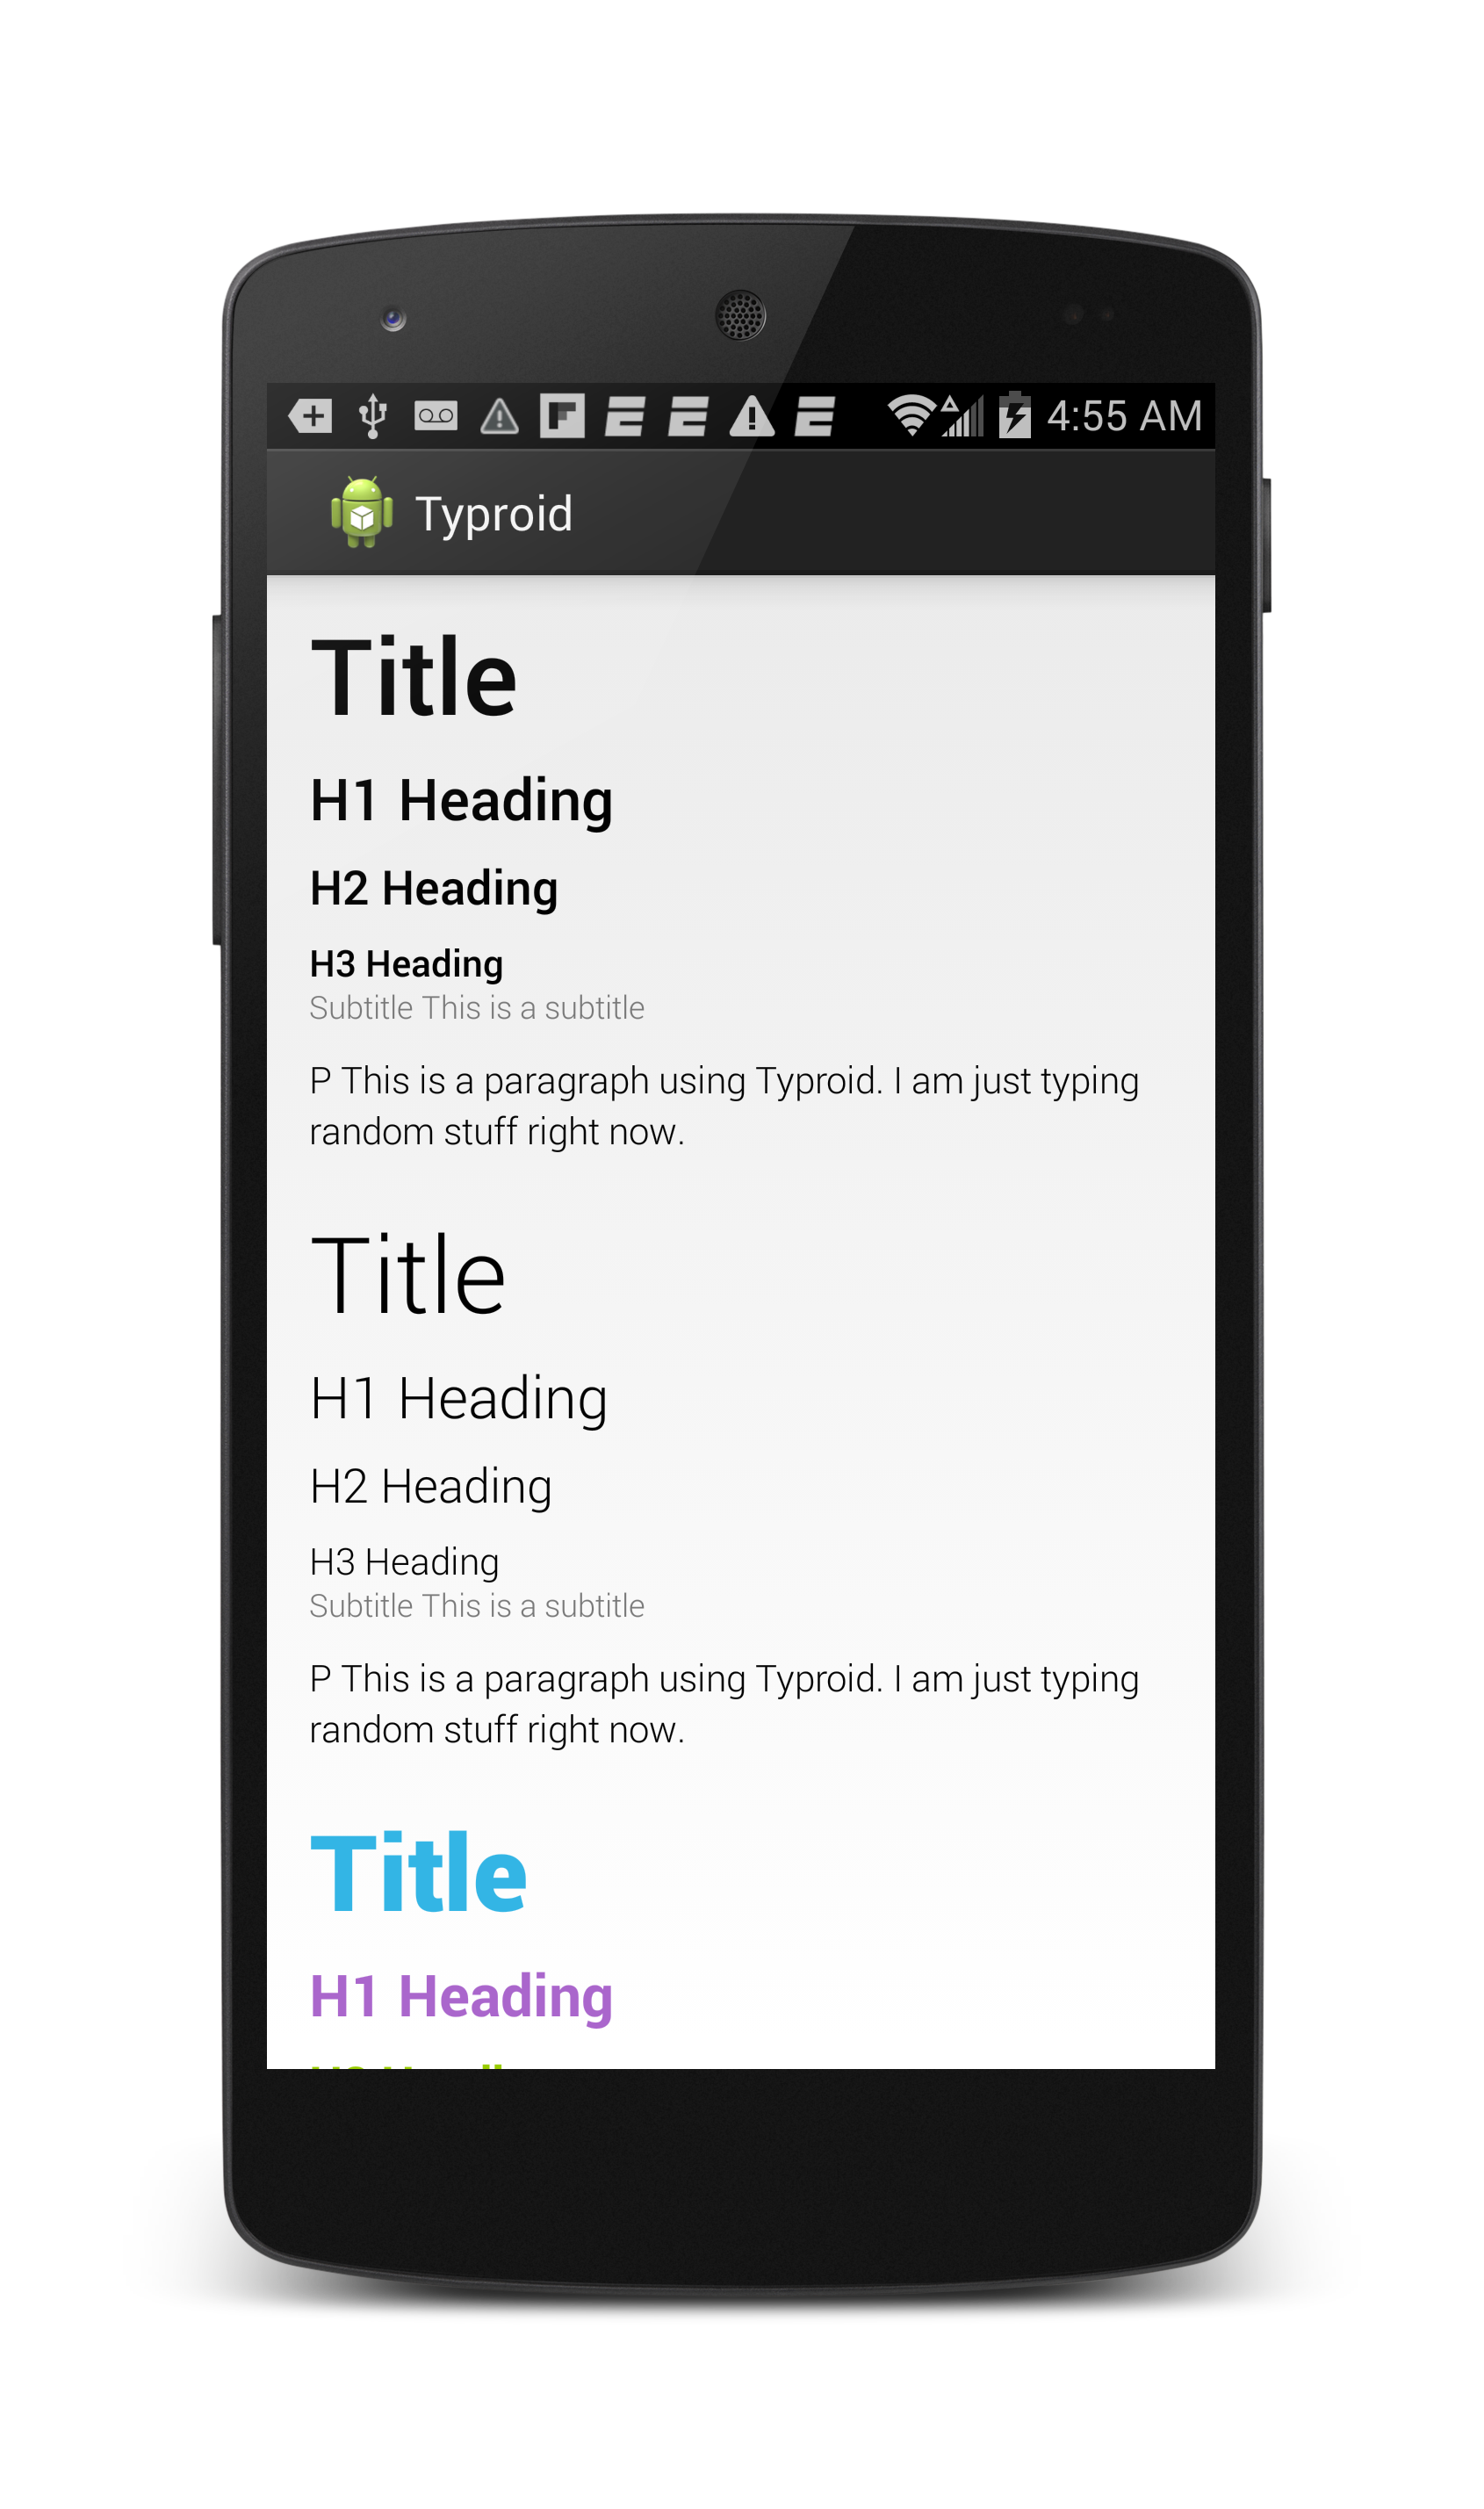 4:55 AM
Typroid
Title
H1 Heading
H2 Heading
H3 Heading
Subtitle This is a subtitle
P This is a paragraph using Typroid. I am just typing
random stuff right now.
Title
H1 Heading
H2 Heading
H3 Heading
Subtitle This is a subtitle
P This is a paragraph using Typroid. I am just typing
random stuff right now.
Title
H1 Heading